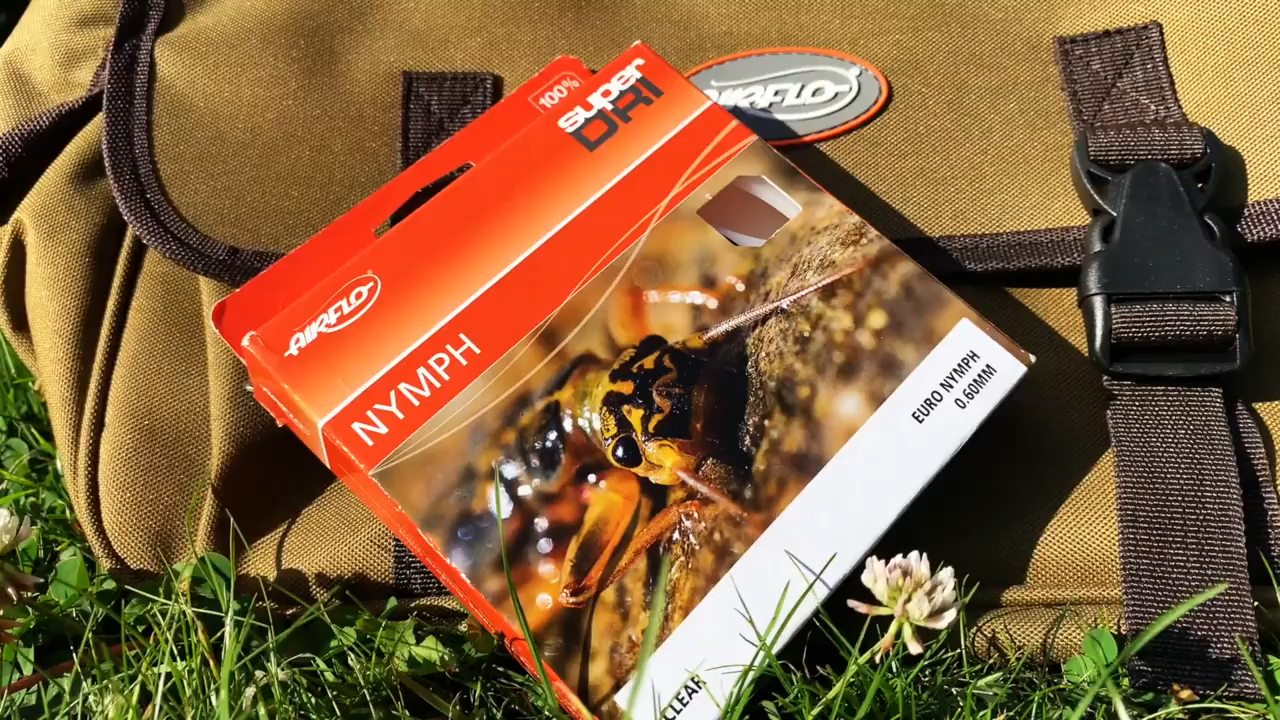 100%
super
DRI
AIRFLO
AIRFLO
NYMPH
EURO NYMPH
0.60MM
CLEAR